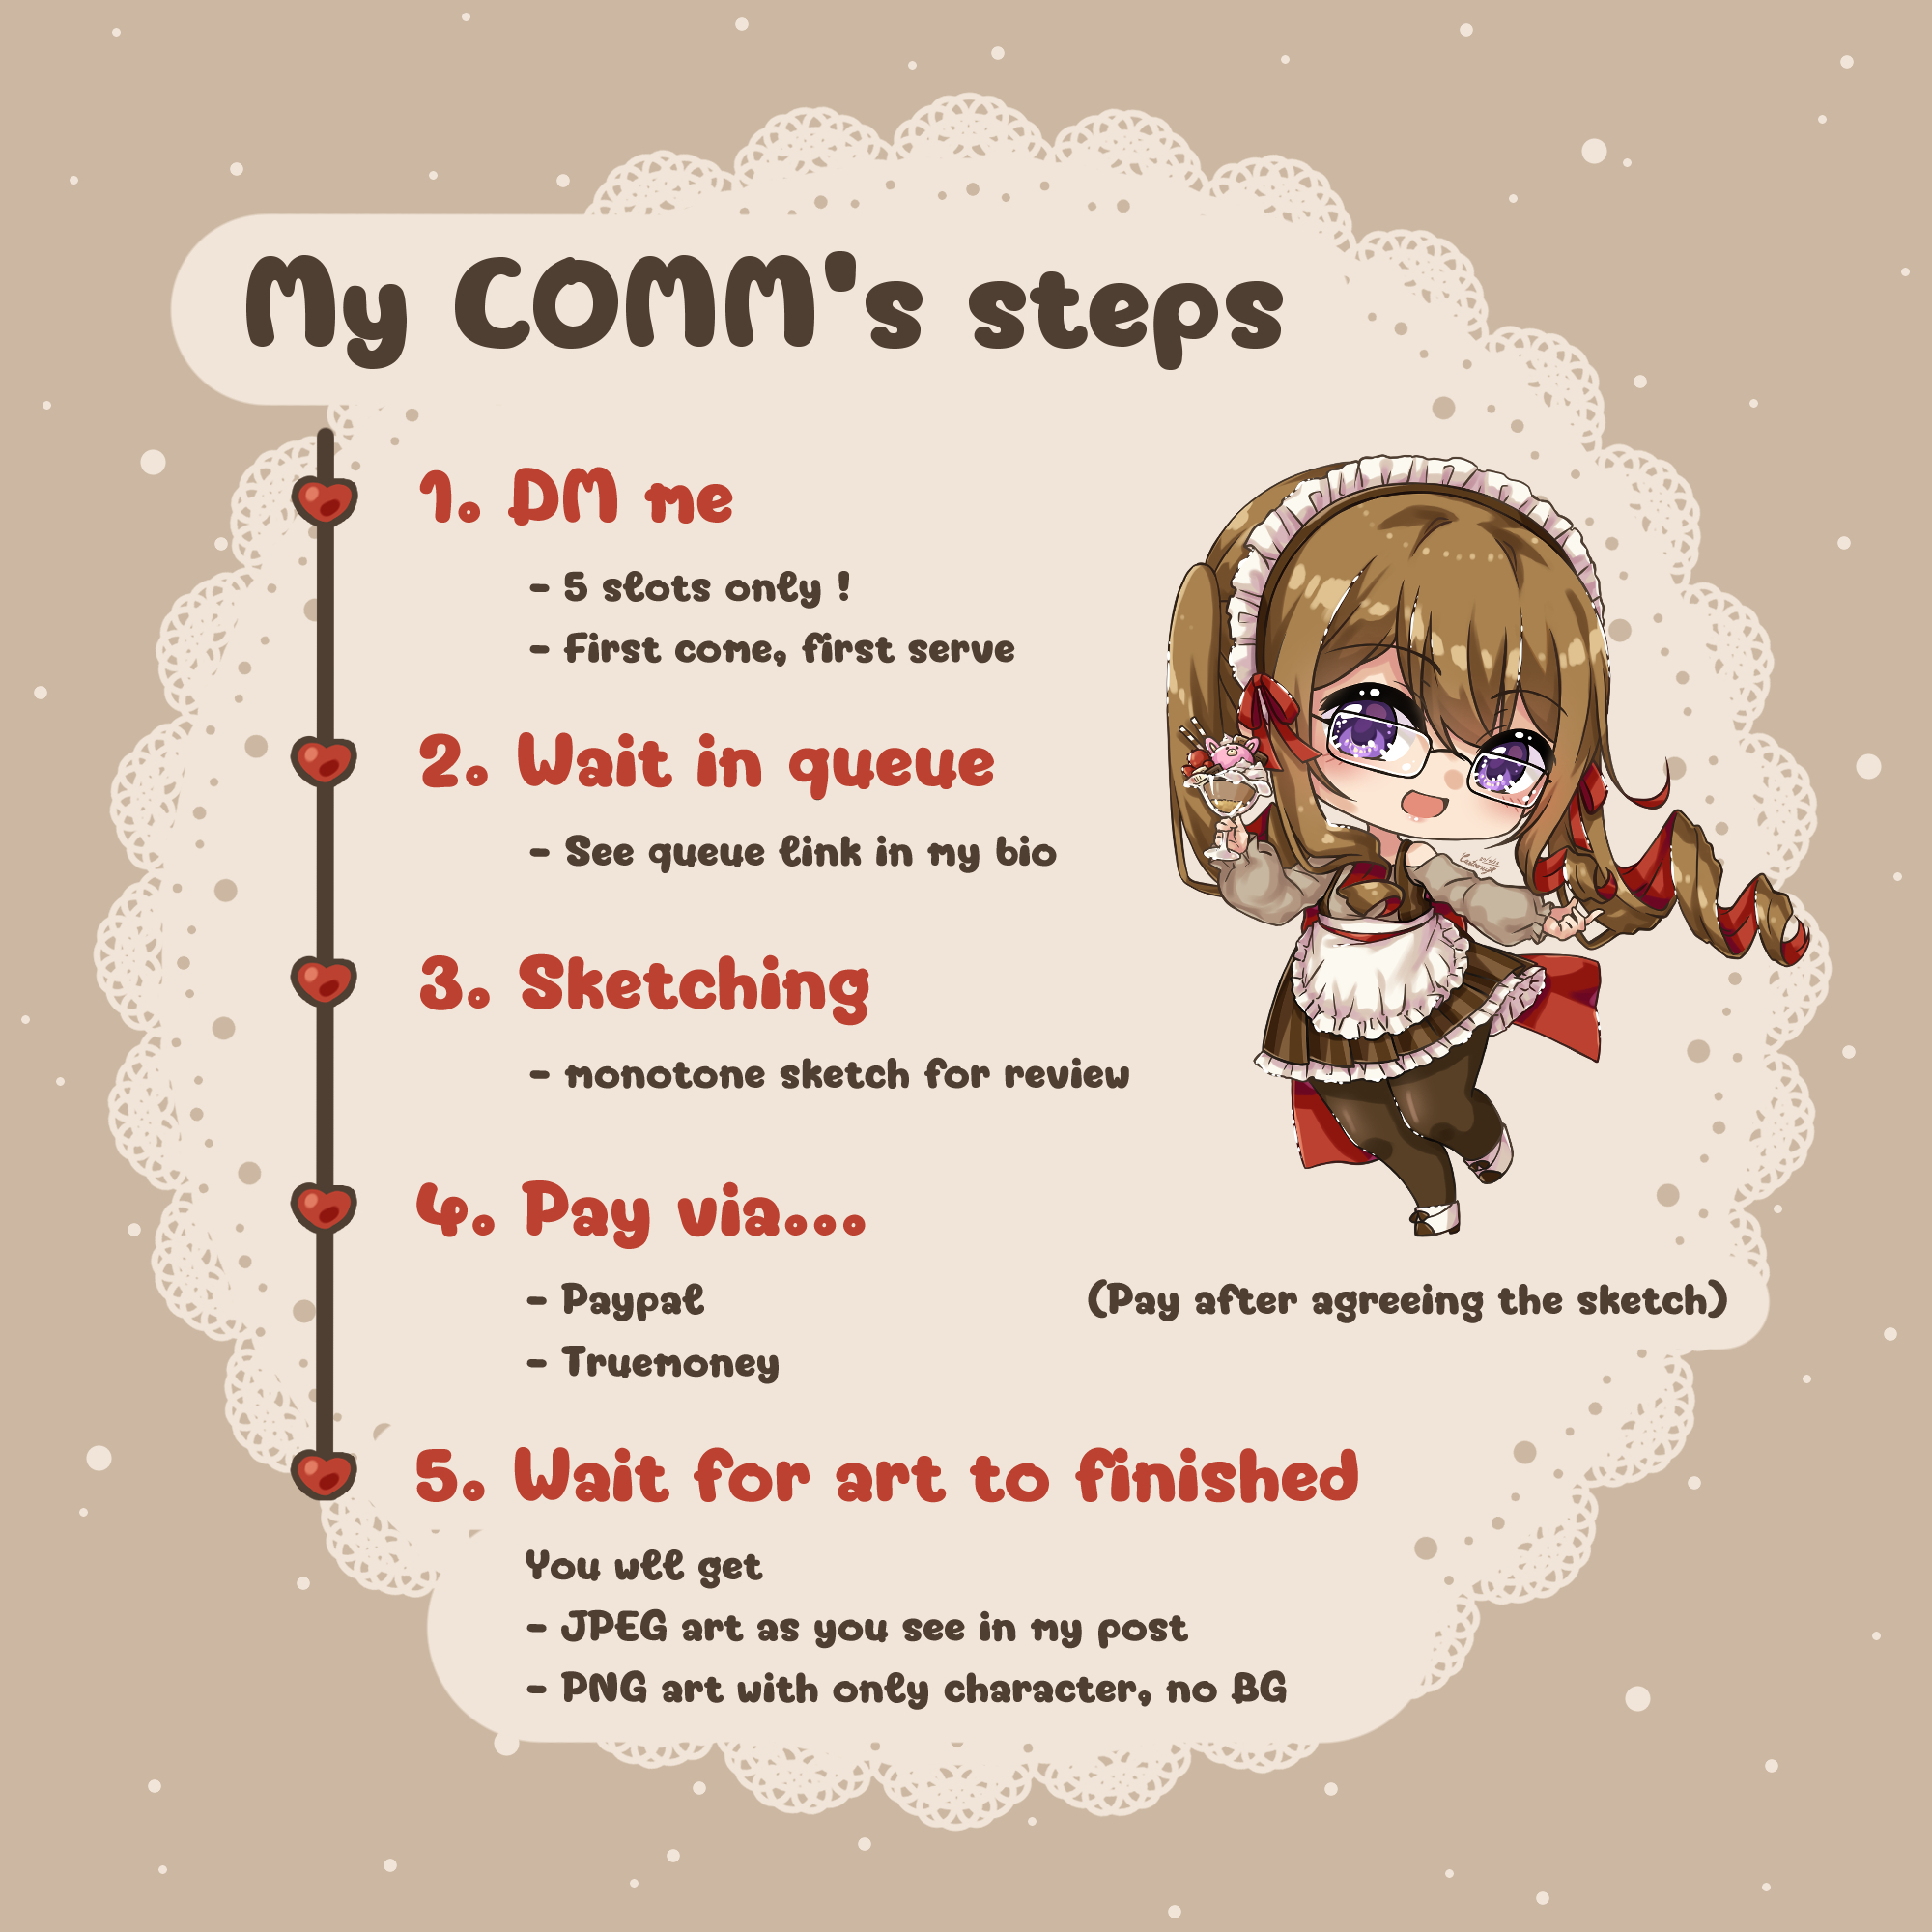 My COMM's steps
1. DM me
- 5 slots only !
- First come, first serve
2. Wait in queue
- See queue link in my bio
3. Sketching
- monotone sketch for review
4. Pay via...
- Paypal
(Pay after agreeing the sketch)
- Truemoney
5. Wait for art to finished
You wll get
- JPEG art as you see in my post
- PNG art with only character, no BG